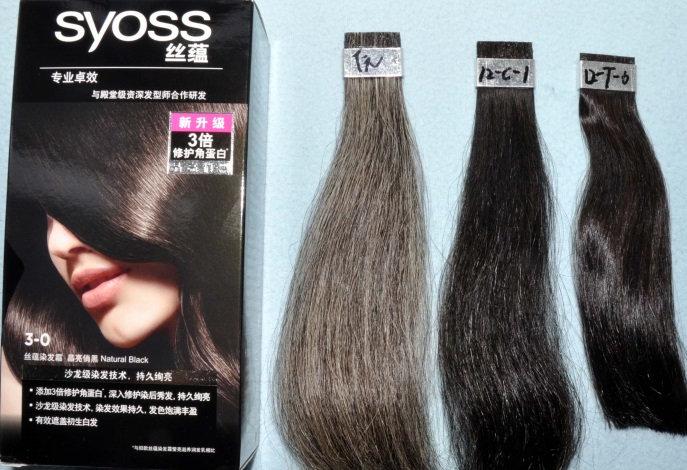 syoss
丝蕴
专业卓效
与殿堂级资深发型师合作研发
新升级
3倍
修护角蛋白*
3-0
丝蕴染发霜·晶亮俏黑 Natural Black
丝蕴级染发技术，持久绚亮
• 添加3倍修护角蛋白*，深入修护染后秀发，持久绚亮
• 沙龙级染发技术，染发效果持久，发色饱满丰盈
• 有效遮盖初生白发
12-C-1
12-T-0